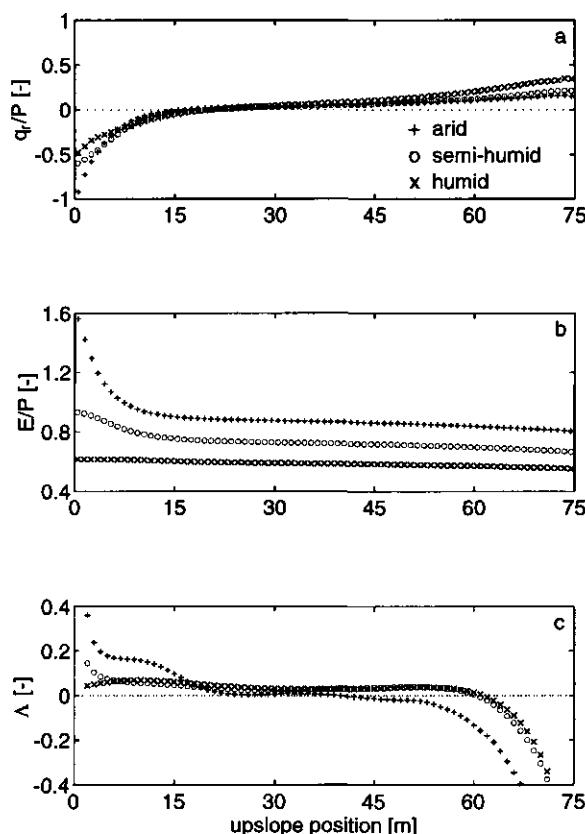 1
a
0.5
q_r/P [-]
0
+ arid
-0.5
o semi-humid
x humid
-1
0 15 30 45 60 75
1.6
b
1.2
E/P [-]
0.8
0.4
0 15 30 45 60 75
0.4
c
0.2
Λ [-]
0
-0.2
-0.4
0 15 30 45 60 75
upslope position [m]